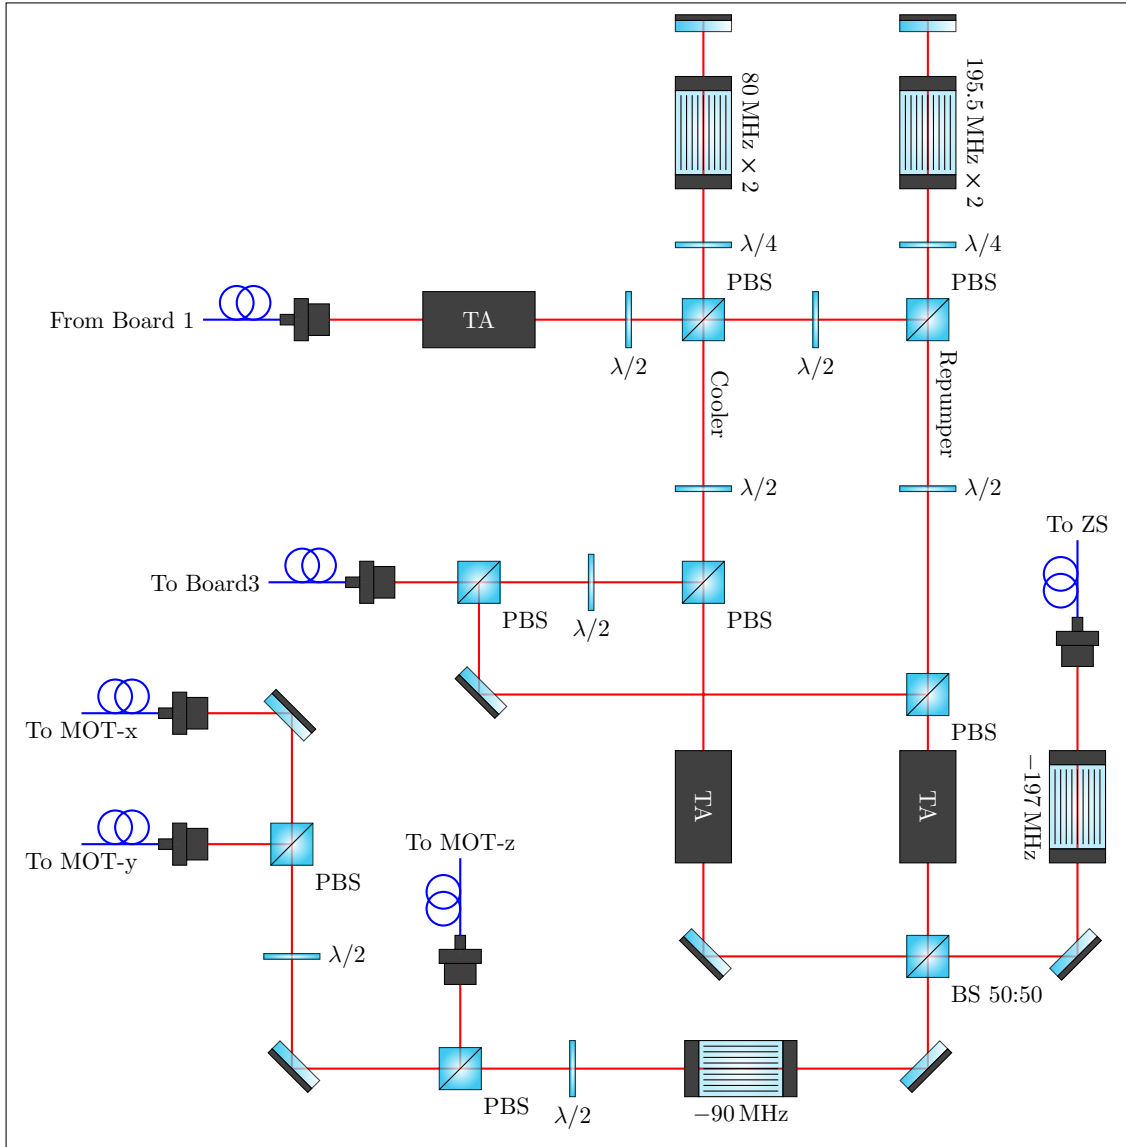 80 MHz × 2
195.5 MHz × 2
λ/4
λ/4
PBS
PBS
From Board 1
TA
λ/2
λ/2
Cooler
Repumper
λ/2
λ/2
To ZS
To Board3
PBS
λ/2
PBS
To MOT-x
PBS
TA
TA
−197 MHz
To MOT-y
To MOT-z
PBS
λ/2
BS 50:50
PBS
λ/2
−90 MHz